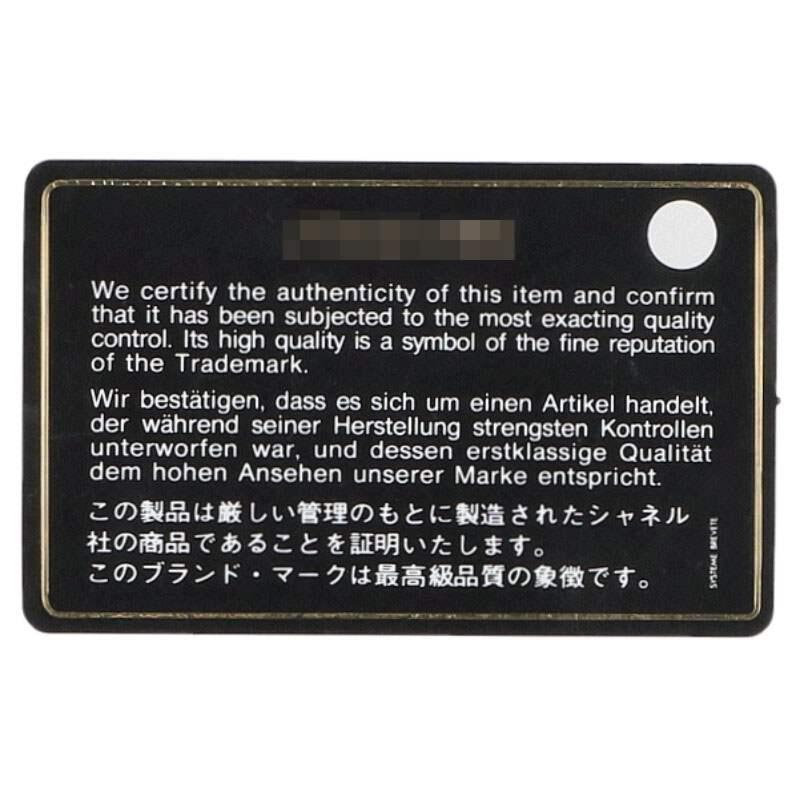 We certify the authenticity of this item and confirm
that it has been subjected to the most exacting quality
control. Its high quality is a symbol of the fine reputation
of the Trademark.
Wir bestätigen, dass es sich um einen Artikel handelt,
der während seiner Herstellung strengsten Kontrollen
unterworfen war, und dessen erstklassige Qualität
dem hohen Ansehen unserer Marke entspricht.
この製品は厳しい管理のもとに製造されたシャネル
社の商品であることを証明いたします。
このブランド・マークは最高級品質の象徴です。
SYSTEME BREVETE